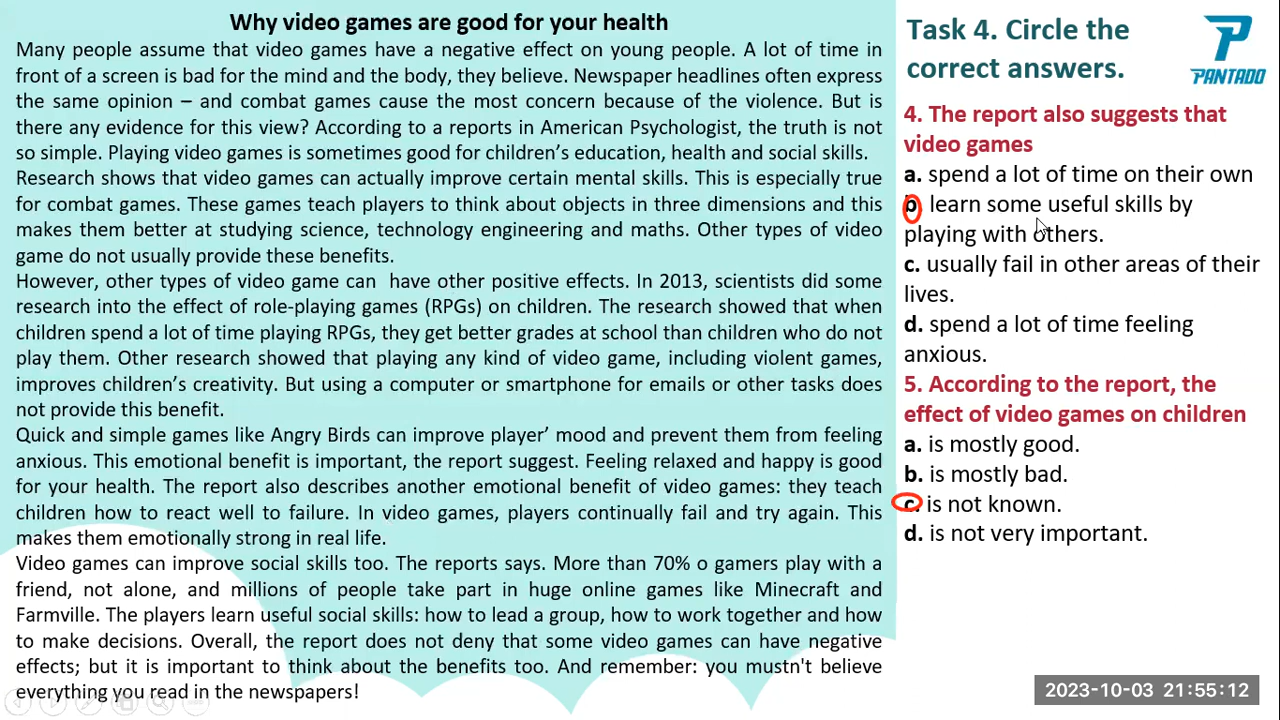 Why video games are good for your health
Many people assume that video games have a negative effect on young people. A lot of time in
front of a screen is bad for the mind and the body, they believe. Newspaper headlines often express
the same opinion – and combat games cause the most concern because of the violence. But is
there any evidence for this view? According to a reports in American Psychologist, the truth is not
so simple. Playing video games is sometimes good for children’s education, health and social skills.
Research shows that video games can actually improve certain mental skills. This is especially true
for combat games. These games teach players to think about objects in three dimensions and this
makes them better at studying science, technology engineering and maths. Other types of video
game do not usually provide these benefits.
However, other types of video game can have other positive effects. In 2013, scientists did some
research into the effect of role-playing games (RPGs) on children. The research showed that when
children spend a lot of time playing RPGs, they get better grades at school than children who do not
play them. Other research showed that playing any kind of video game, including violent games,
improves children’s creativity. But using a computer or smartphone for emails or other tasks does
not provide this benefit.
Quick and simple games like Angry Birds can improve player’ mood and prevent them from feeling
anxious. This emotional benefit is important, the report suggest. Feeling relaxed and happy is good
for your health. The report also describes another emotional benefit of video games: they teach
children how to react well to failure. In video games, players continually fail and try again. This
makes them emotionally strong in real life.
Video games can improve social skills too. The reports says. More than 70% o gamers play with a
friend, not alone, and millions of people take part in huge online games like Minecraft and
Farmville. The players learn useful social skills: how to lead a group, how to work together and how
to make decisions. Overall, the report does not deny that some video games can have negative
effects; but it is important to think about the benefits too. And remember: you mustn't believe
everything you read in the newspapers!
Task 4. Circle the
correct answers.
PANTADO
4. The report also suggests that
video games
a. spend a lot of time on their own
b. learn some useful skills by
playing with others.
c. usually fail in other areas of their
lives.
d. spend a lot of time feeling
anxious.
5. According to the report, the
effect of video games on children
a. is mostly good.
b. is mostly bad.
c. is not known.
d. is not very important.
2023-10-03 21:55:12